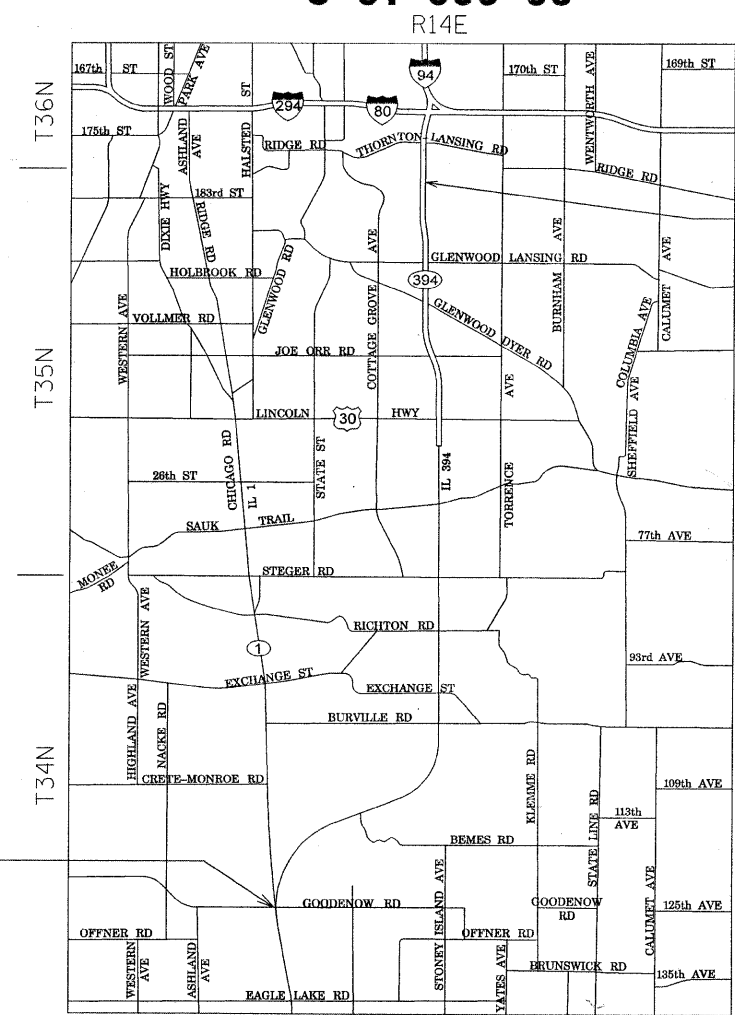 R14E
T36N
T35N
T34N
167th ST
WOOD ST
PARK AVE
ST
94
170th ST
WENTWORTH AVE
169th ST
294
80
175th ST
ASHLAND AVE
HALSTED
RIDGE RD
THORNTON LANSING RD
RIDGE RD
183rd ST
DIXIE HWY
RIDGE RD
AVE
GLENWOOD LANSING RD
BURNHAM AVE
CALUMET AVE
HOLBROOK RD
GLENWOOD RD
394
COTTAGE GROVE
GLENWOOD DYER RD
COLUMBIA AVE
WESTERN AVE
VOLLMER RD
JOE ORR RD
AVE
SHEFFIELD AVE
LINCOLN
30
HWY
CHICAGO RD
IL 1
STATE ST
IL 394
TORRENCE
26th ST
SAUK
TRAIL
77th AVE
MONEE RD
STEGER RD
WESTERN AVE
RICHTON RD
1
93rd AVE
EXCHANGE ST
EXCHANGE ST
HIGHLAND AVE
NACKE RD
BURVILLE RD
KLEMME RD
STATE LINE RD
CRETE-MONROE RD
109th AVE
113th
AVE
BEMES RD
STONEY ISLAND AVE
CALUMET AVE
GOODENOW RD
GOODENOW
RD
125th AVE
OFFNER RD
WESTERN AVE
ASHLAND AVE
OFFNER RD
YATES AVE
BRUNSWICK RD
135th AVE
EAGLE LAKE RD